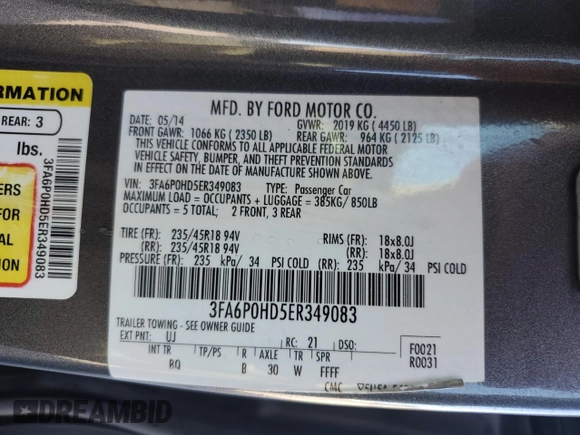 ORMATION
REAR: 3
lbs.
ERS
FOR
AL
TION
3FA6P0HD5ER349083
MFD. BY FORD MOTOR CO.
DATE: 05/14 GVWR: 2019 KG ( 4450 LB)
FRONT GAWR: 1066 KG ( 2350 LB) REAR GAWR: 964 KG ( 2125 LB)
THIS VEHICLE CONFORMS TO ALL APPLICABLE FEDERAL MOTOR
VEHICLE SAFETY, BUMPER, AND THEFT PREVENTION STANDARDS
IN EFFECT ON THE DATE OF MANUFACTURE SHOWN ABOVE.
VIN: 3FA6P0HD5ER349083 TYPE: Passenger Car
MAXIMUM LOAD = OCCUPANTS + LUGGAGE = 385KG/ 850LB
OCCUPANTS = 5 TOTAL; 2 FRONT, 3 REAR
TIRE (FR): 235/45R18 94V RIMS (FR): 18x8.0J
(RR): 235/45R18 94V (RR): 18x8.0J
PRESSURE (FR): 235 kPa/ 34 PSI COLD (RR): 235 kPa/ 34 PSI COLD
3FA6P0HD5ER349083
TRAILER TOWING - SEE OWNER GUIDE
EXT PNT: UJ RC: 21 DSO: F0021
INT TR TP/PS R AXLE TR SPR R0031
BQ B 30 W FFFF
CMC
DREAMBID